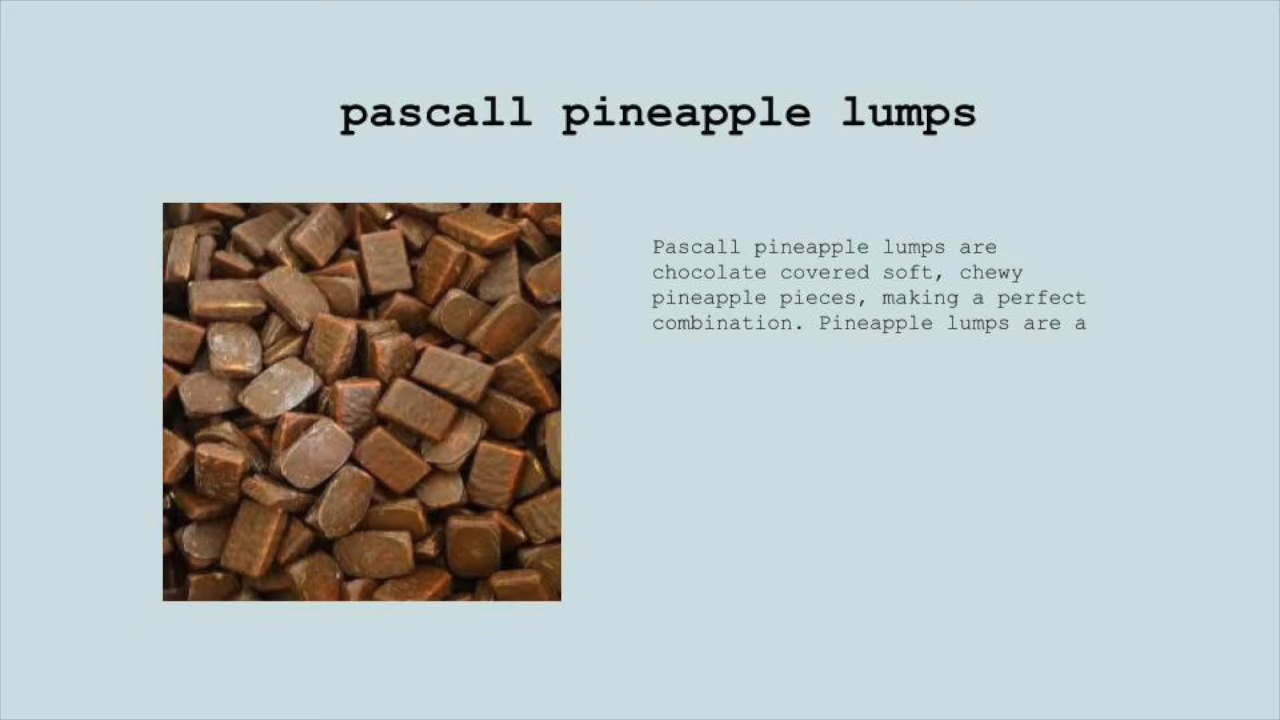 pascall pineapple lumps
Pascall pineapple lumps are
chocolate covered soft, chewy
pineapple pieces, making a perfect
combination. Pineapple lumps are a